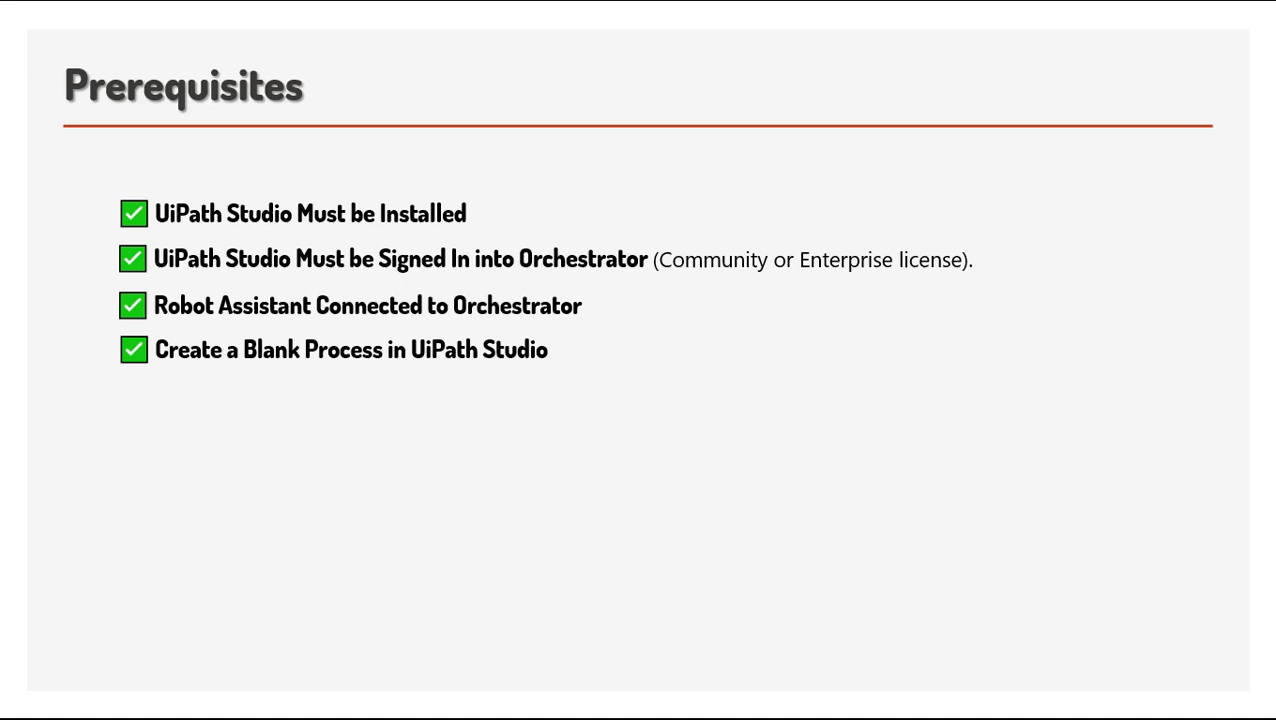 Prerequisites
✅ UiPath Studio Must be Installed
✅ UiPath Studio Must be Signed In into Orchestrator (Community or Enterprise license).
✅ Robot Assistant Connected to Orchestrator
✅ Create a Blank Process in UiPath Studio